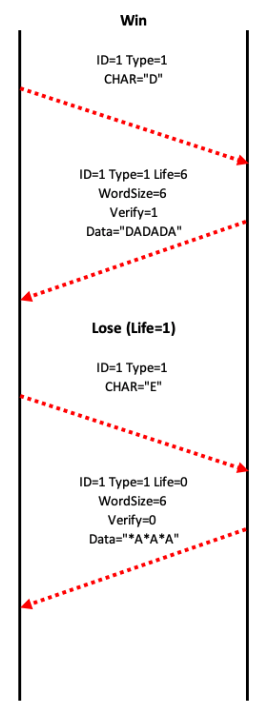 Win
ID=1 Type=1
CHAR="D"
ID=1 Type=1 Life=6
WordSize=6
Verify=1
Data="DADADA"
Lose (Life=1)
ID=1 Type=1
CHAR="E"
ID=1 Type=1 Life=0
WordSize=6
Verify=0
Data="*A*A*A"